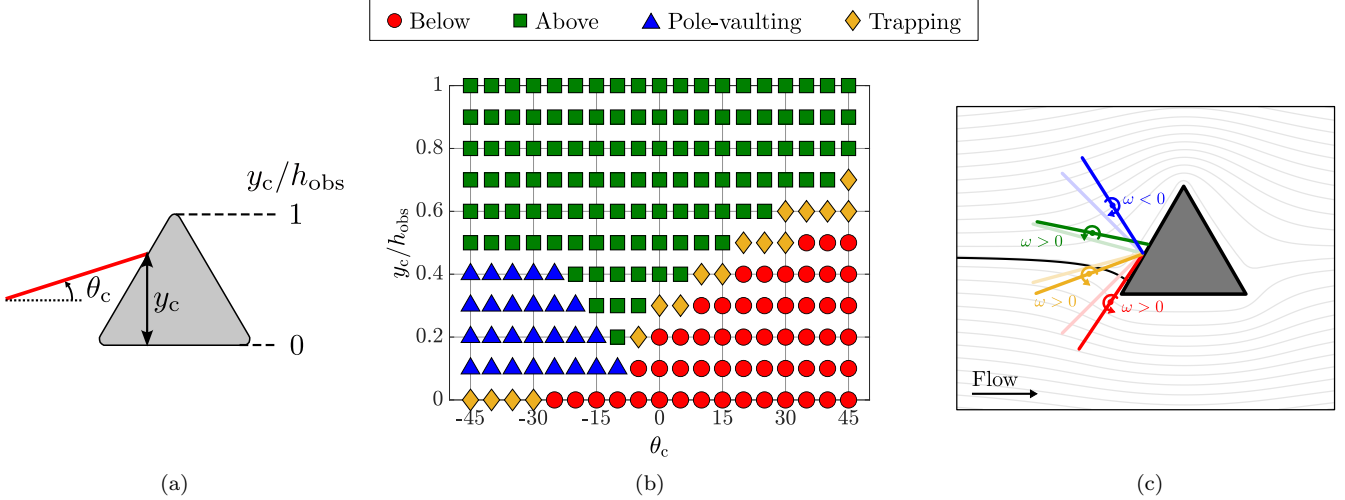 Below Above Pole-vaulting Trapping
y_c/h_obs
1
0
θ_c
y_c
(a)
y_c/h_obs
1
0.8
0.6
0.4
0.2
0
-45 -30 -15 0 15 30 45
θ_c
(b)
ω < 0
ω > 0
ω > 0
ω > 0
Flow
(c)